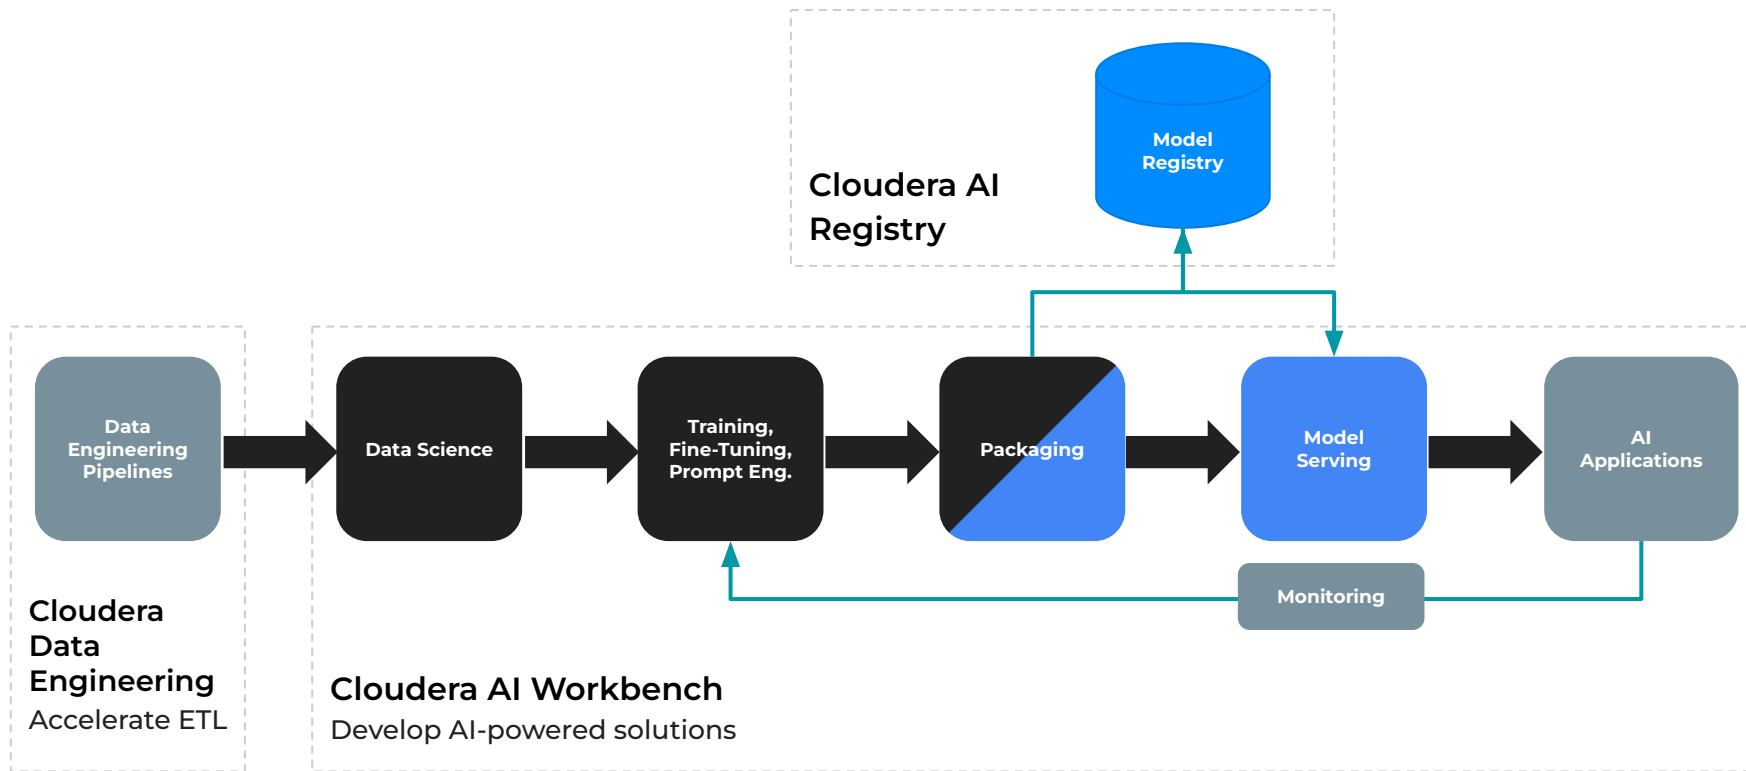 Model
Registry
Cloudera AI
Registry
Data
Engineering
Pipelines
Data Science
Training,
Fine-Tuning,
Prompt Eng.
Packaging
Model
Serving
AI
Applications
Monitoring
Cloudera
Data
Engineering
Accelerate ETL
Cloudera AI Workbench
Develop AI-powered solutions